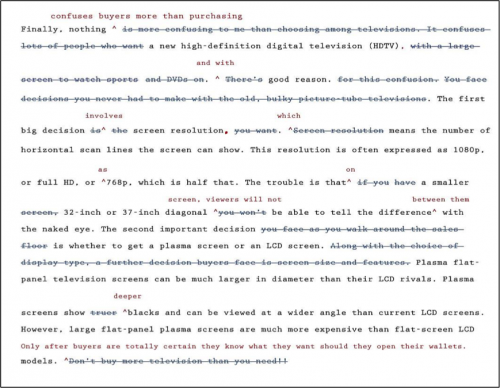 confuses buyers more than purchasing
Finally, nothing ^ is more confusing to me than choosing among televisions. It confuses
lots of people who want a new high-definition digital television (HDTV), with a large
and with
screen to watch sports and DVDs on. ^ There's good reason. for this confusion. You face
decisions you never had to make with the old, bulky picture-tube televisions. The first
involves which
big decision is^ the screen resolution. you want. ^Screen resolution means the number of
horizontal scan lines the screen can show. This resolution is often expressed as 1080p,
as on
or full HD, or ^768p, which is half that. The trouble is that^ if you have a smaller
screen, viewers will not between them
screen. 32-inch or 37-inch diagonal ^you won't be able to tell the difference^ with
the naked eye. The second important decision you face as you walk around the sales
floor is whether to get a plasma screen or an LCD screen. Along with the choice of
display type, a further decision buyers face is screen size and features. Plasma flat-
panel television screens can be much larger in diameter than their LCD rivals. Plasma
deeper
screens show truer ^blacks and can be viewed at a wider angle than current LCD screens.
However, large flat-panel plasma screens are much more expensive than flat-screen LCD
Only after buyers are totally certain they know what they want should they open their wallets.
models. ^Don't buy more television than you need!!